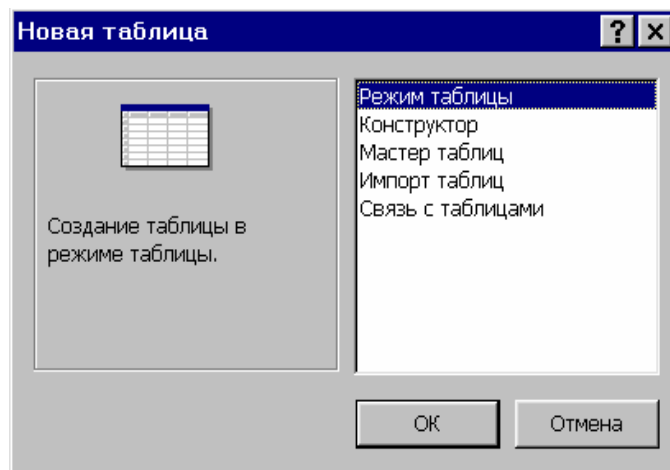 Новая таблица
Создание таблицы в
режиме таблицы.
Режим таблицы
Конструктор
Мастер таблиц
Импорт таблиц
Связь с таблицами
ОК
Отмена